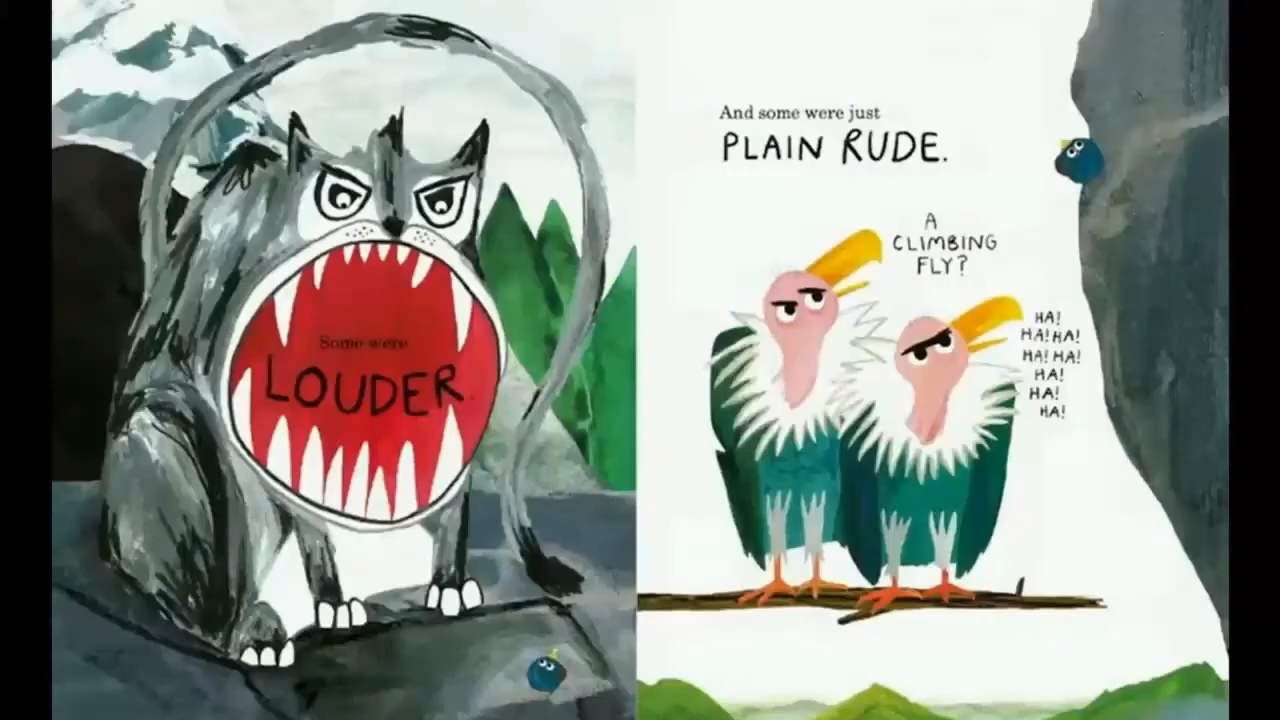 Some were
LOUDER.
And some were just
PLAIN RUDE.
A
CLIMBING
FLY?
HA!
HA! HA!
HA! HA!
HA!
HA!
HA!